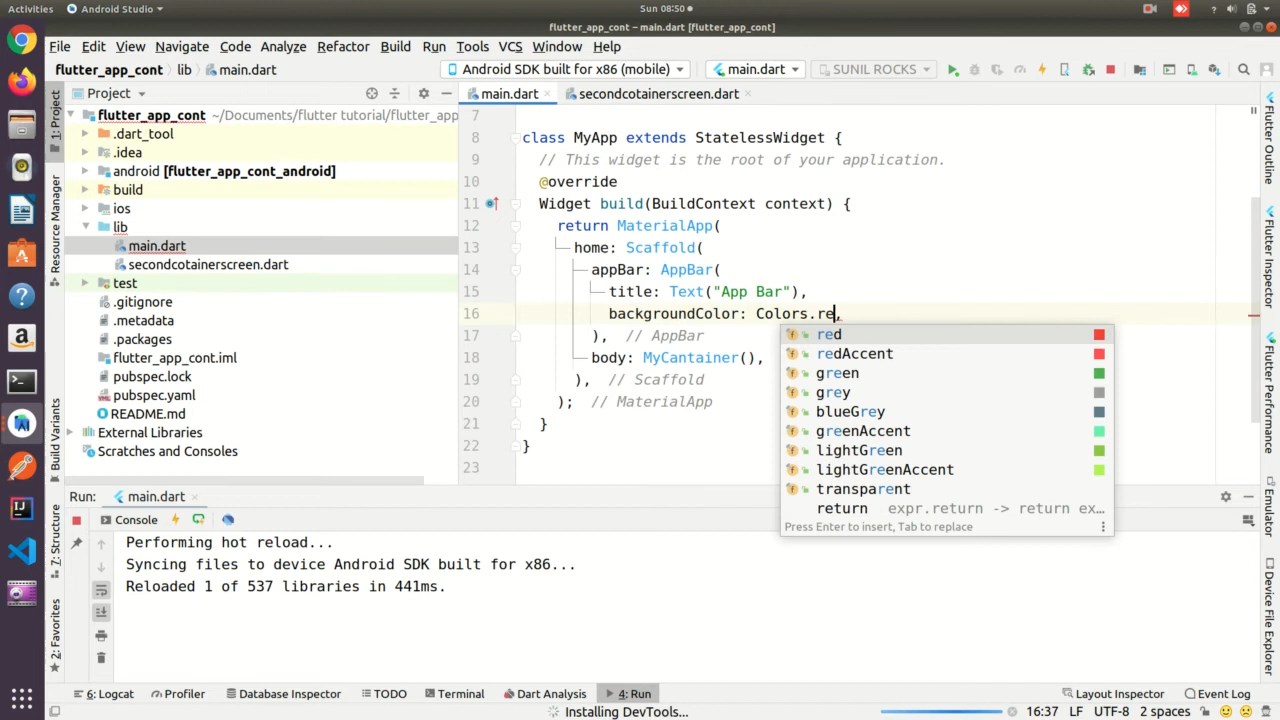 Activities
Android Studio
Sun 08:50
flutter_app_cont – main.dart [flutter_app_cont]
File Edit View Navigate Code Analyze Refactor Build Run Tools VCS Window Help
flutter_app_cont lib main.dart
Android SDK built for x86 (mobile)
main.dart
SUNIL ROCKS
Project
main.dart
secondcotainerscreen.dart
flutter_app_cont ~/Documents/flutter tutorial/flutter_app
.dart_tool
.idea
android [flutter_app_cont_android]
build
ios
lib
main.dart
secondcotainerscreen.dart
test
.gitignore
.metadata
.packages
flutter_app_cont.iml
pubspec.lock
pubspec.yaml
README.md
External Libraries
Scratches and Consoles
1: Project
Resource Manager
Build Variants
7: Structure
2: Favorites
7
8 class MyApp extends StatelessWidget {
9 // This widget is the root of your application.
10 @override
11 Widget build(BuildContext context) {
12 return MaterialApp(
13 home: Scaffold(
14 appBar: AppBar(
15 title: Text("App Bar"),
16 backgroundColor: Colors.re,
17 ), // AppBar
18 body: MyCantainer(),
19 ), // Scaffold
20 ); // MaterialApp
21 }
22 }
23
red
redAccent
green
grey
blueGrey
greenAccent
lightGreen
lightGreenAccent
transparent
return expr.return -> return ex…
Press Enter to insert, Tab to replace
Flutter Outline
Flutter Inspector
Flutter Performance
Emulator
Device File Explorer
Run: main.dart
Console
Performing hot reload...
Syncing files to device Android SDK built for x86...
Reloaded 1 of 537 libraries in 441ms.
6: Logcat Profiler Database Inspector TODO Terminal Dart Analysis 4: Run Layout Inspector Event Log
Installing DevTools... 16:37 LF UTF-8 2 spaces